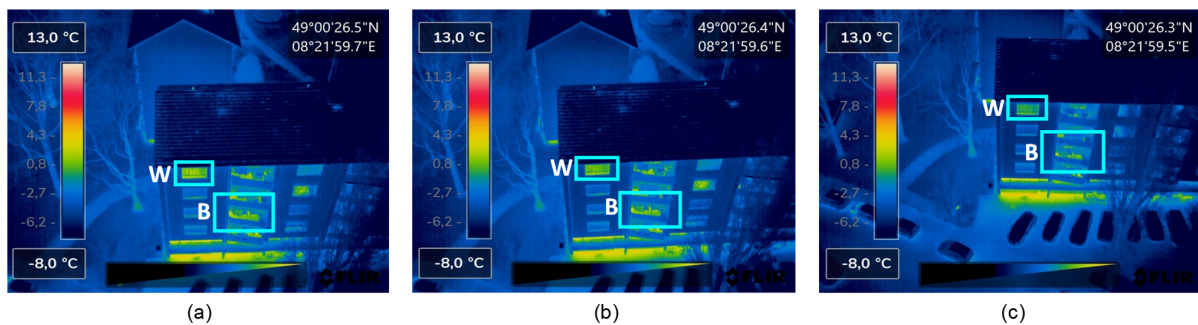 13,0 °C
11,3
7,8
4,3
0,8
-2,7
-6,2
-8,0 °C
49°00'26.5"N
08°21'59.7"E
W
B
FLIR
(a)
13,0 °C
11,3
7,8
4,3
0,8
-2,7
-6,2
-8,0 °C
49°00'26.4"N
08°21'59.6"E
W
B
FLIR
(b)
13,0 °C
11,3
7,8
4,3
0,8
-2,7
-6,2
-8,0 °C
49°00'26.3"N
08°21'59.5"E
W
B
FLIR
(c)